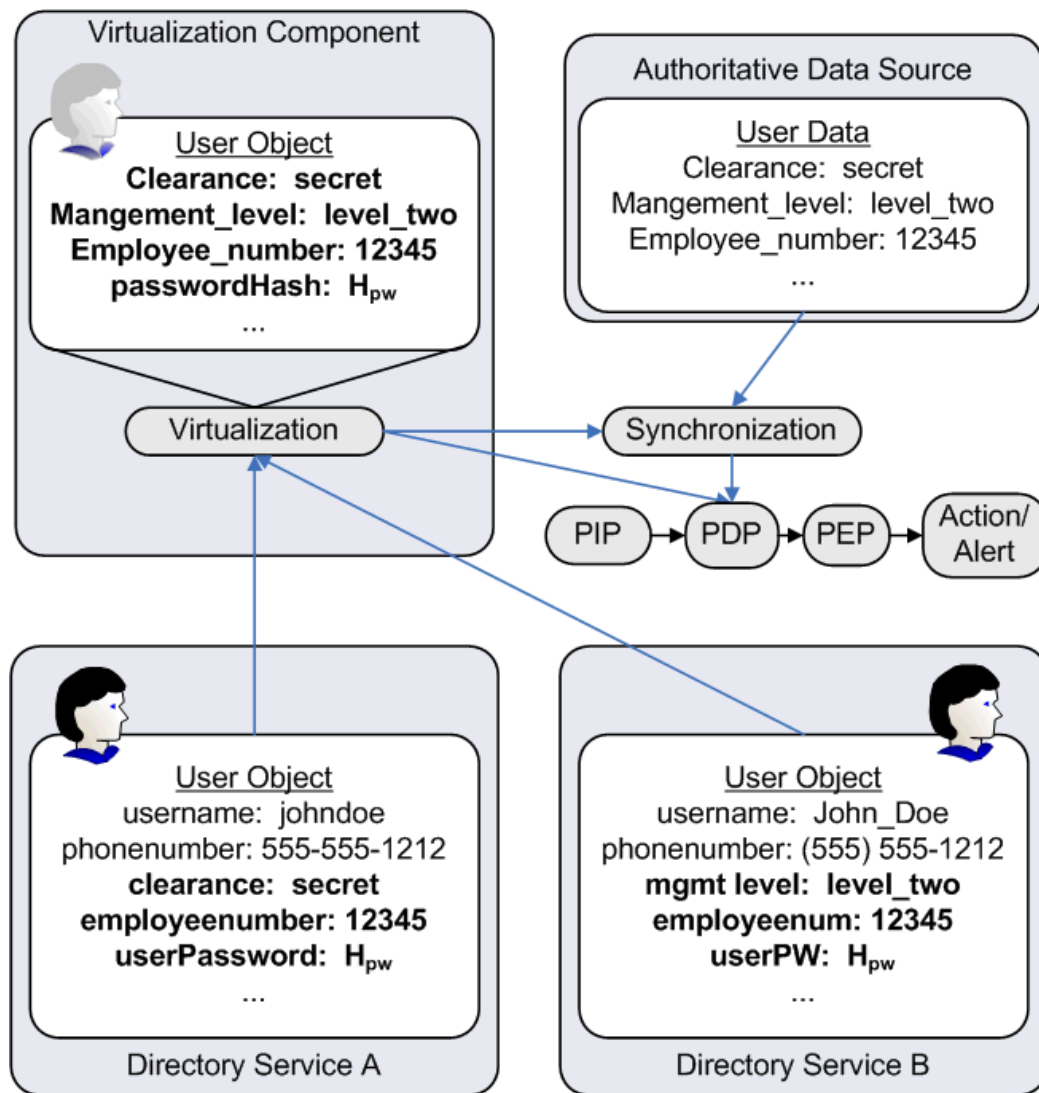 Virtualization Component
User Object
Clearance: secret
Mangement_level: level_two
Employee_number: 12345
passwordHash: Hpw
...
Virtualization
Authoritative Data Source
User Data
Clearance: secret
Mangement_level: level_two
Employee_number: 12345
...
Synchronization
PIP
PDP
PEP
Action/
Alert
User Object
username: johndoe
phonenumber: 555-555-1212
clearance: secret
employeenumber: 12345
userPassword: Hpw
...
Directory Service A
User Object
username: John_Doe
phonenumber: (555) 555-1212
mgmt level: level_two
employeenum: 12345
userPW: Hpw
...
Directory Service B